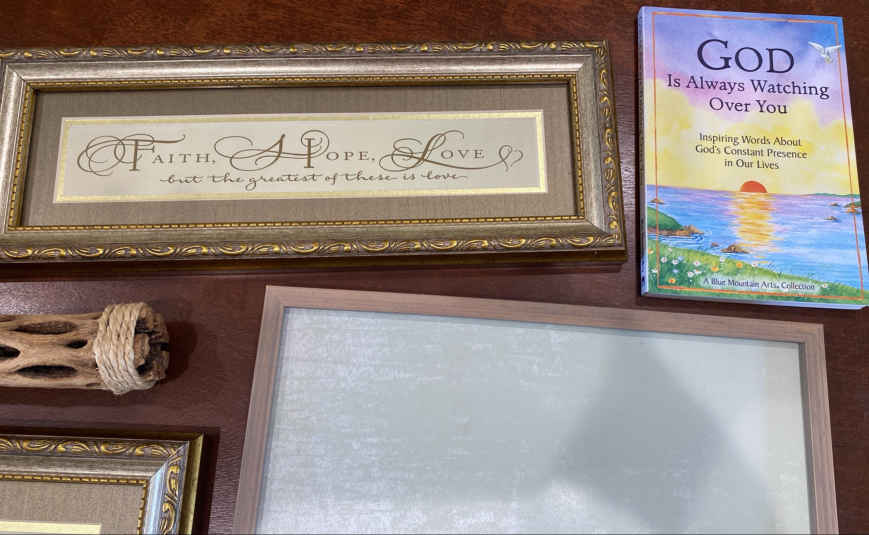 Faith, Hope, Love
but the greatest of these is love
God
Is Always Watching
Over You
Inspiring Words About
God's Constant Presence
in Our Lives
A Blue Mountain Arts® Collection